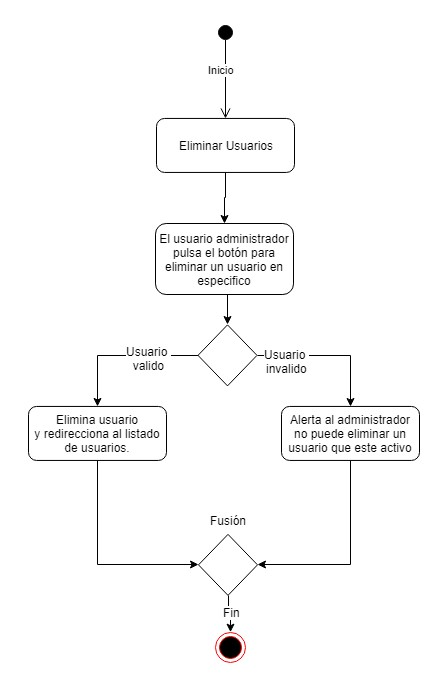 Inicio
Eliminar Usuarios
El usuario administrador
pulsa el botón para
eliminar un usuario en
especifico
Usuario
valido
Usuario
invalido
Elimina usuario
y redirecciona al listado
de usuarios.
Alerta al administrador
no puede eliminar un
usuario que este activo
Fusión
Fin